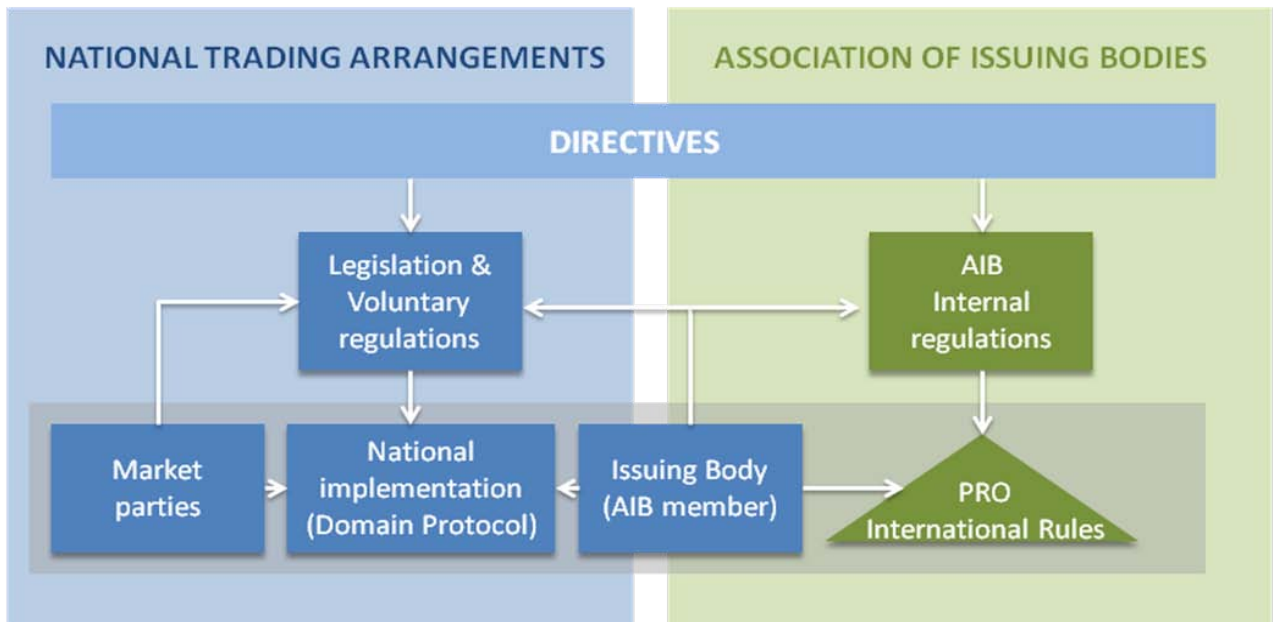 NATIONAL TRADING ARRANGEMENTS
ASSOCIATION OF ISSUING BODIES
DIRECTIVES
Legislation &
Voluntary
regulations
AIB
Internal
regulations
Market
parties
National
implementation
(Domain Protocol)
Issuing Body
(AIB member)
PRO
International Rules